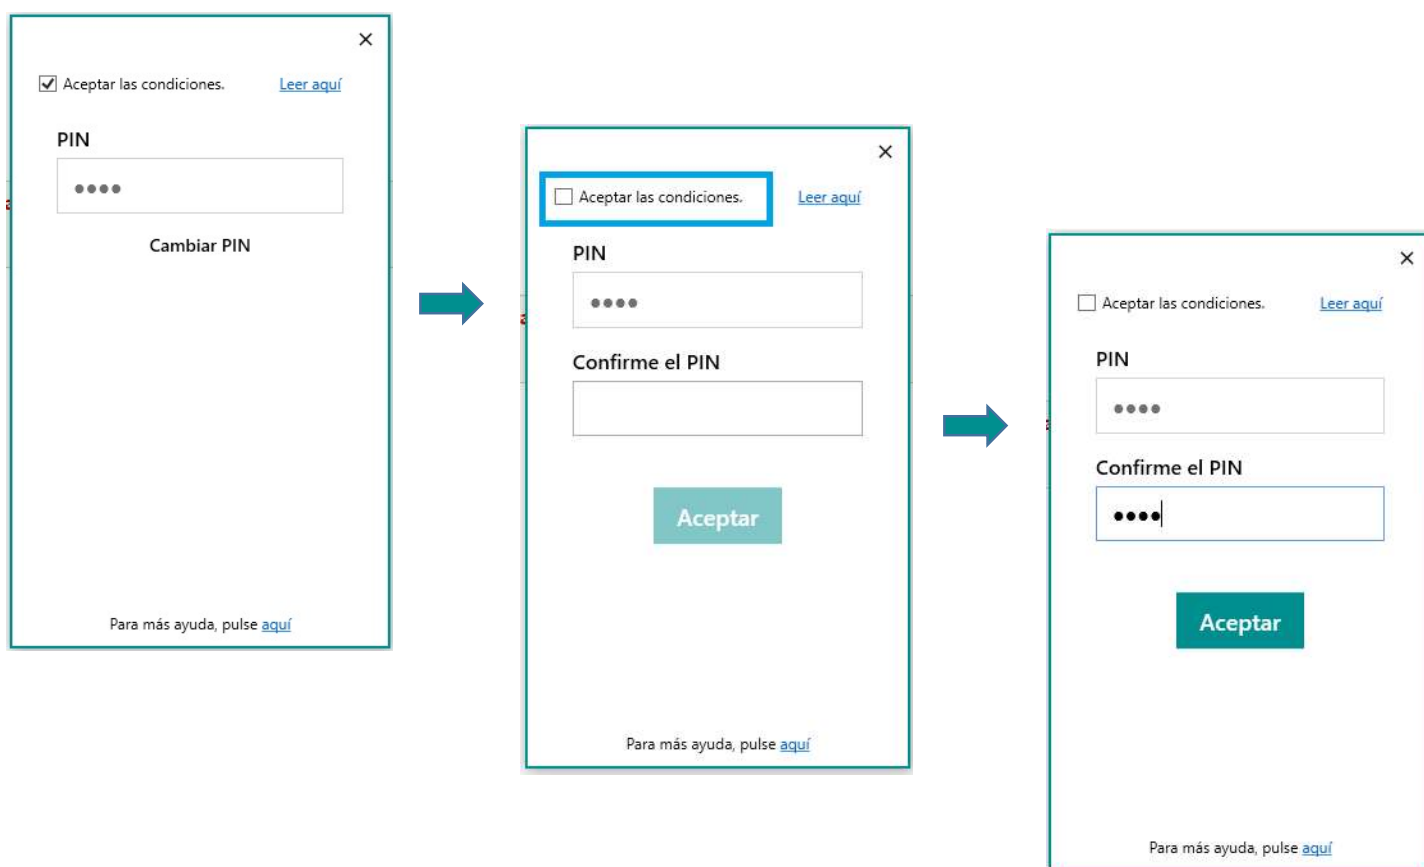 ×
Aceptar las condiciones. Leer aquí
PIN
••••
Cambiar PIN
Para más ayuda, pulse aquí
×
Aceptar las condiciones. Leer aquí
PIN
••••
Confirme el PIN
Aceptar
Para más ayuda, pulse aquí
×
Aceptar las condiciones. Leer aquí
PIN
••••
Confirme el PIN
••••
Aceptar
Para más ayuda, pulse aquí